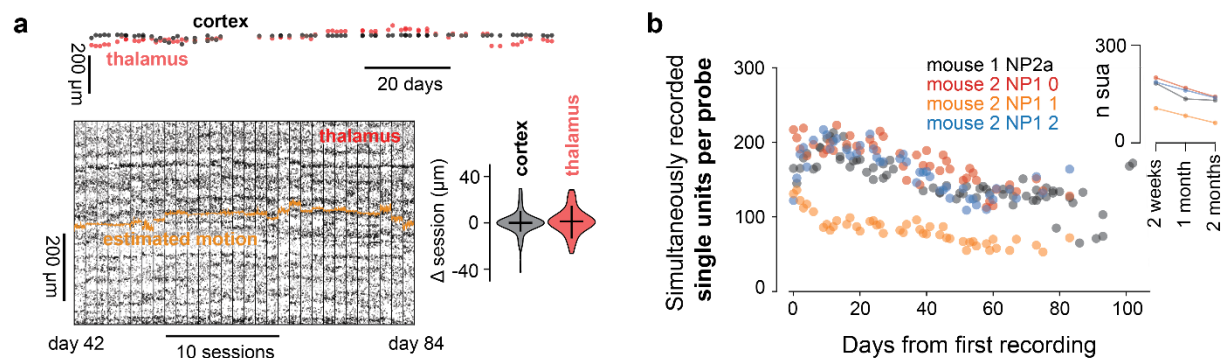 a
cortex
thalamus
200 µm
20 days
thalamus
estimated motion
200 µm
day 42
10 sessions
day 84
cortex
thalamus
Δ session (µm)
40
0
-40
b
Simultaneously recorded
single units per probe
300
200
100
0
mouse 1 NP2a
mouse 2 NP1 0
mouse 2 NP1 1
mouse 2 NP1 2
0
20
40
60
80
100
Days from first recording
n sua
300
0
2 weeks
1 month
2 months